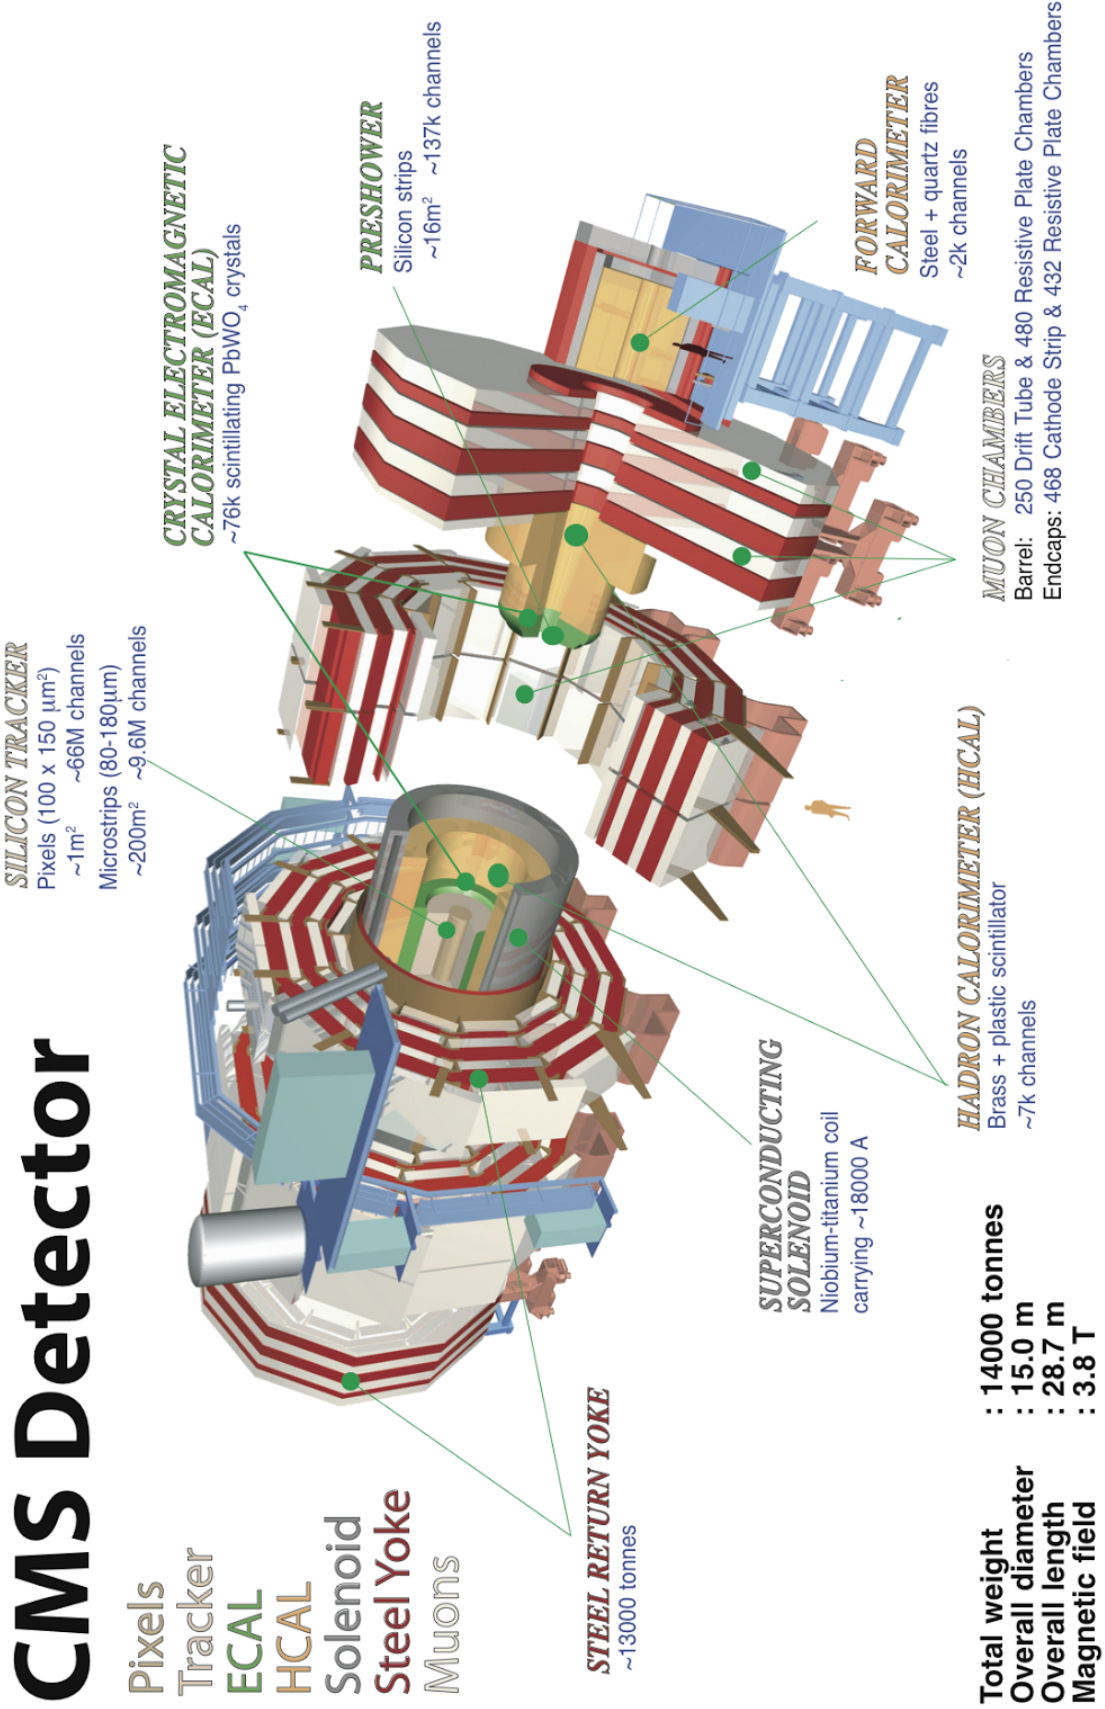 CMS Detector
Pixels
Tracker
ECAL
HCAL
Solenoid
Steel Yoke
Muons
SILICON TRACKER
Pixels (100 x 150 μm²)
~1m² ~66M channels
Microstrips (80-180μm)
~200m² ~9.6M channels
CRYSTAL ELECTROMAGNETIC
CALORIMETER (ECAL)
~76k scintillating PbWO₄ crystals
PRESHOWER
Silicon strips
~16m² ~137k channels
STEEL RETURN YOKE
~13000 tonnes
SUPERCONDUCTING
SOLENOID
Niobium-titanium coil
carrying ~18000 A
HADRON CALORIMETER (HCAL)
Brass + plastic scintillator
~7k channels
FORWARD
CALORIMETER
Steel + quartz fibres
~2k channels
MUON CHAMBERS
Barrel: 250 Drift Tube & 480 Resistive Plate Chambers
Endcaps: 468 Cathode Strip & 432 Resistive Plate Chambers
Total weight : 14000 tonnes
Overall diameter : 15.0 m
Overall length : 28.7 m
Magnetic field : 3.8 T